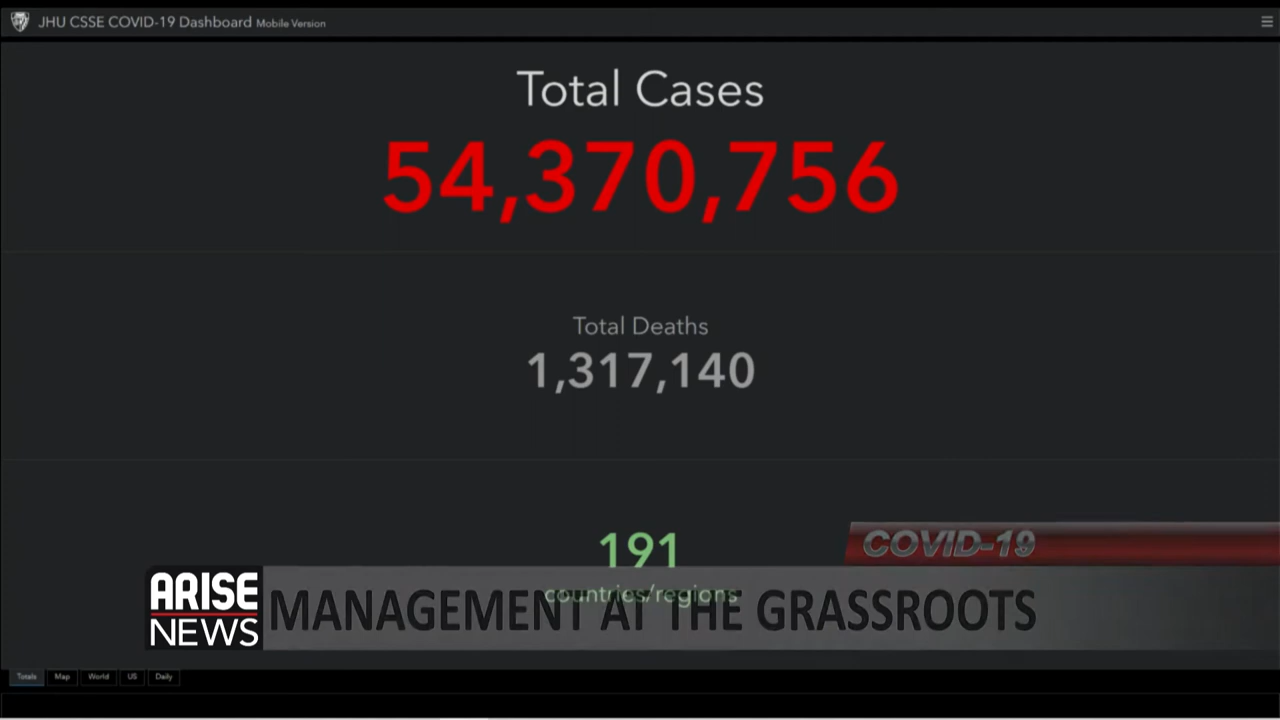 JHU CSSE COVID-19 Dashboard Mobile Version
Total Cases
54,370,756
Total Deaths
1,317,140
191
countries/regions
COVID-19
ARISE
NEWS
MANAGEMENT AT THE GRASSROOTS
Totals
Map
World
US
Daily